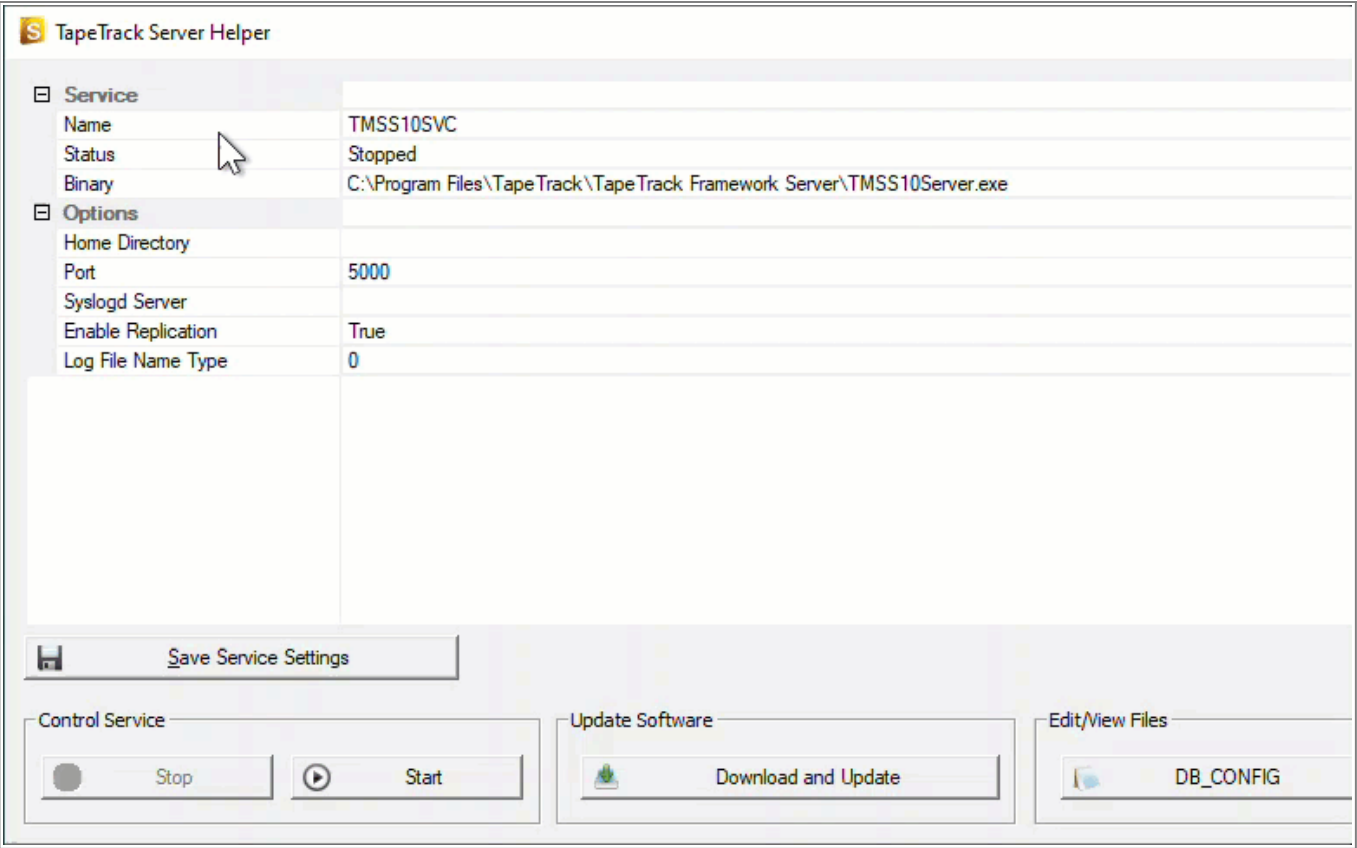 TapeTrack Server Helper
Service
Name TMSS10SVC
Status Stopped
Binary C:\Program Files\TapeTrack\TapeTrack Framework Server\TMSS10Server.exe
Options
Home Directory
Port 5000
Syslogd Server
Enable Replication True
Log File Name Type 0
Save Service Settings
Control Service Update Software Edit/View Files
Stop Start Download and Update DB_CONFIG